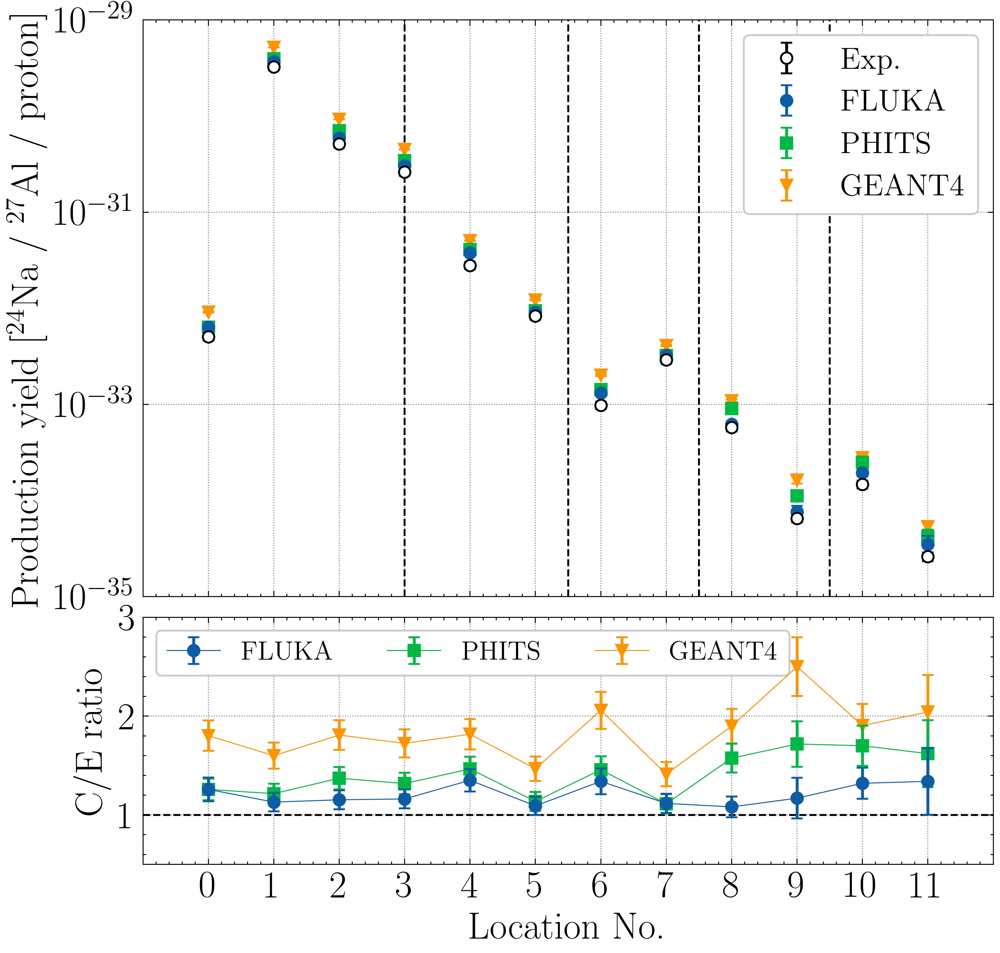 Production yield [²⁴Na / ²⁷Al / proton]
10⁻²⁹
10⁻³¹
10⁻³³
10⁻³⁵
Exp.
FLUKA
PHITS
GEANT4
C/E ratio
3
2
1
FLUKA PHITS GEANT4
0 1 2 3 4 5 6 7 8 9 10 11
Location No.